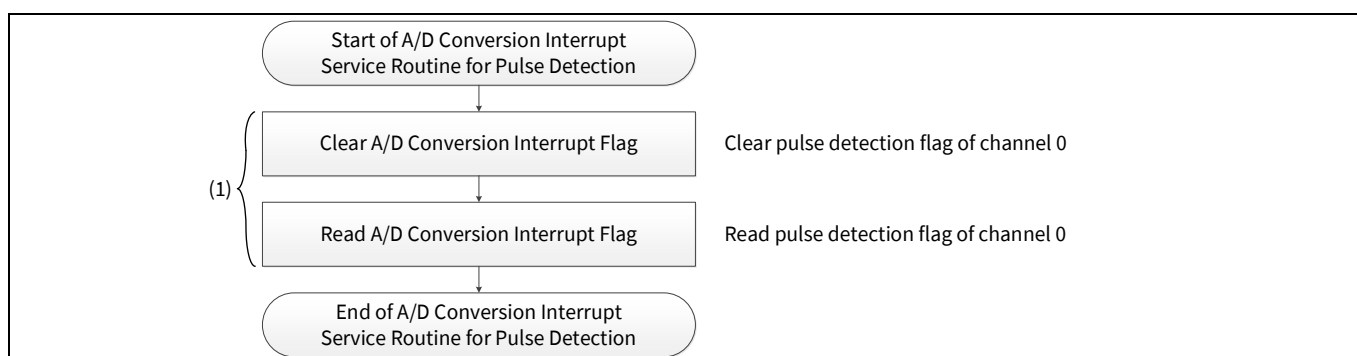 Start of A/D Conversion Interrupt
Service Routine for Pulse Detection
Clear A/D Conversion Interrupt Flag
Clear pulse detection flag of channel 0
(1)
Read A/D Conversion Interrupt Flag
Read pulse detection flag of channel 0
End of A/D Conversion Interrupt
Service Routine for Pulse Detection